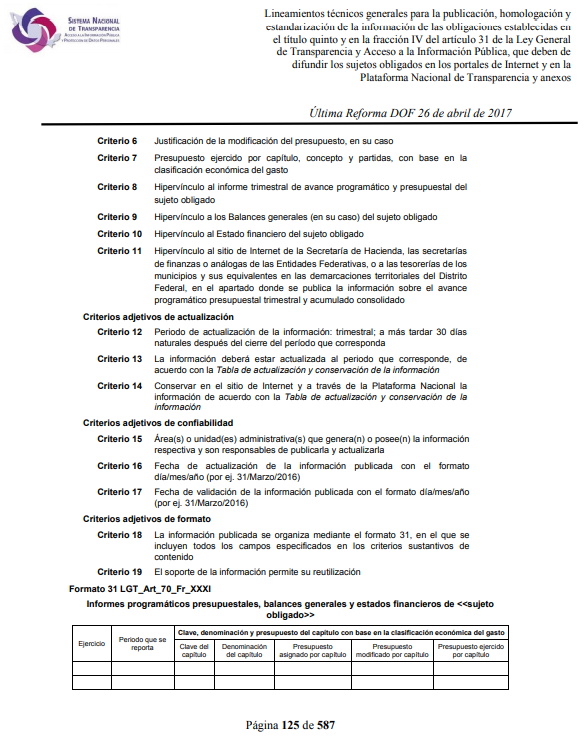 SISTEMA NACIONAL
DE TRANSPARENCIA
ACCESO A LA INFORMACIÓN PÚBLICA
Y PROTECCIÓN DE DATOS PERSONALES
Lineamientos técnicos generales para la publicación, homologación y
estandarización de la información de las obligaciones establecidas en
el título quinto y en la fracción IV del artículo 31 de la Ley General
de Transparencia y Acceso a la Información Pública, que deben de
difundir los sujetos obligados en los portales de Internet y en la
Plataforma Nacional de Transparencia y anexos
Última Reforma DOF 26 de abril de 2017
Criterio 6 Justificación de la modificación del presupuesto, en su caso
Criterio 7 Presupuesto ejercido por capítulo, concepto y partidas, con base en la
clasificación económica del gasto
Criterio 8 Hipervínculo al informe trimestral de avance programático y presupuestal del
sujeto obligado
Criterio 9 Hipervínculo a los Balances generales (en su caso) del sujeto obligado
Criterio 10 Hipervínculo al Estado financiero del sujeto obligado
Criterio 11 Hipervínculo al sitio de Internet de la Secretaría de Hacienda, las secretarías
de finanzas o análogas de las Entidades Federativas, o a las tesorerías de los
municipios y sus equivalentes en las demarcaciones territoriales del Distrito
Federal, en el apartado donde se publica la información sobre el avance
programático presupuestal trimestral y acumulado consolidado
Criterios adjetivos de actualización
Criterio 12 Periodo de actualización de la información: trimestral; a más tardar 30 días
naturales después del cierre del período que corresponda
Criterio 13 La información deberá estar actualizada al periodo que corresponde, de
acuerdo con la Tabla de actualización y conservación de la información
Criterio 14 Conservar en el sitio de Internet y a través de la Plataforma Nacional la
información de acuerdo con la Tabla de actualización y conservación de la
información
Criterios adjetivos de confiabilidad
Criterio 15 Área(s) o unidad(es) administrativa(s) que genera(n) o posee(n) la información
respectiva y son responsables de publicarla y actualizarla
Criterio 16 Fecha de actualización de la información publicada con el formato
día/mes/año (por ej. 31/Marzo/2016)
Criterio 17 Fecha de validación de la información publicada con el formato día/mes/año
(por ej. 31/Marzo/2016)
Criterios adjetivos de formato
Criterio 18 La información publicada se organiza mediante el formato 31, en el que se
incluyen todos los campos especificados en los criterios sustantivos de
contenido
Criterio 19 El soporte de la información permite su reutilización
Formato 31 LGT_Art_70_Fr_XXXI
Informes programáticos presupuestales, balances generales y estados financieros de <<sujeto
obligado>>
Ejercicio Periodo que se reporta Clave, denominación y presupuesto del capítulo con base en la clasificación económica del gasto
Clave del capítulo Denominación del capítulo Presupuesto asignado por capítulo Presupuesto modificado por capítulo Presupuesto ejercido por capítulo
Página 125 de 587